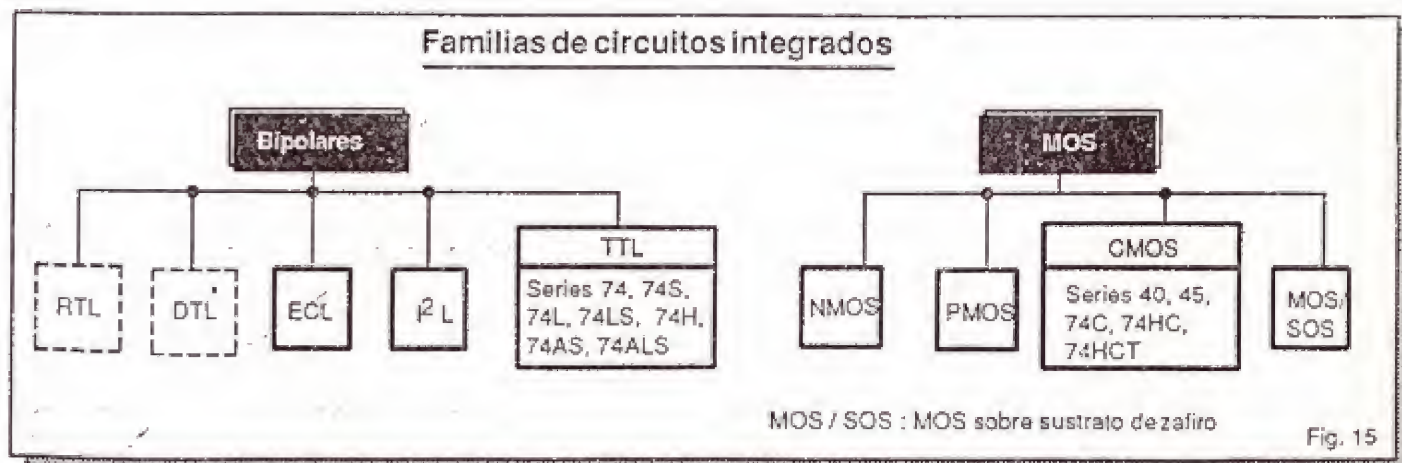 Familias de circuitos integrados
Bipolares
MOS
RTL
DTL
ECL
I² L
TTL
Series 74, 74S,
74L, 74LS, 74H,
74AS, 74ALS
NMOS
PMOS
CMOS
Series 40, 45,
74C, 74HC,
74HCT
MOS/
SOS
MOS / SOS : MOS sobre sustrato de zafiro
Fig. 15